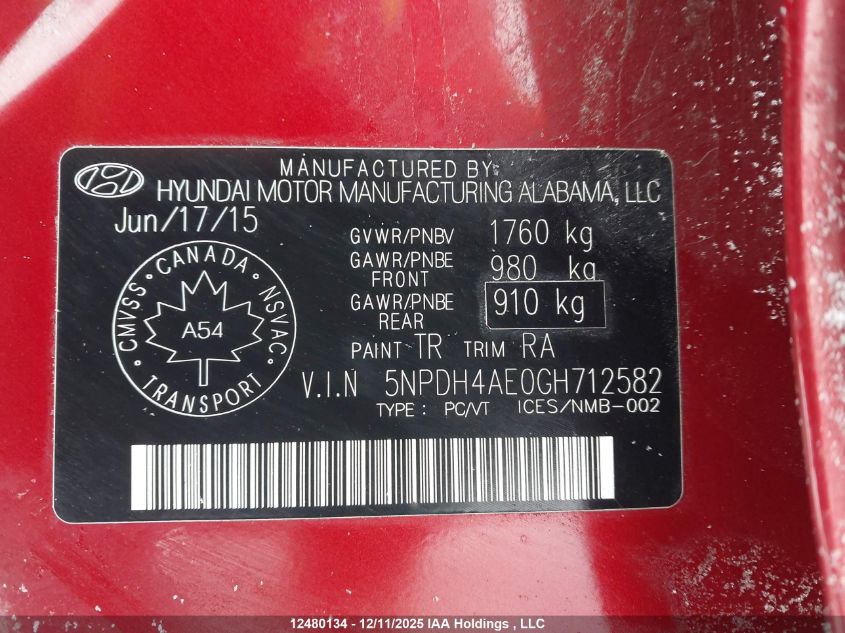 MANUFACTURED BY
HYUNDAI MOTOR MANUFACTURING ALABAMA, LLC
Jun/17/15
GVWR/PNBV 1760 kg
GAWR/PNBE FRONT 980 kg
GAWR/PNBE REAR 910 kg
PAINT TR TRIM RA
V.I.N 5NPDH4AE0GH712582
TYPE : PC/VT ICES/NMB-002
CANADA
CMVSS • NSVAC
A54
TRANSPORT
12480134 - 12/11/2025 IAA Holdings , LLC